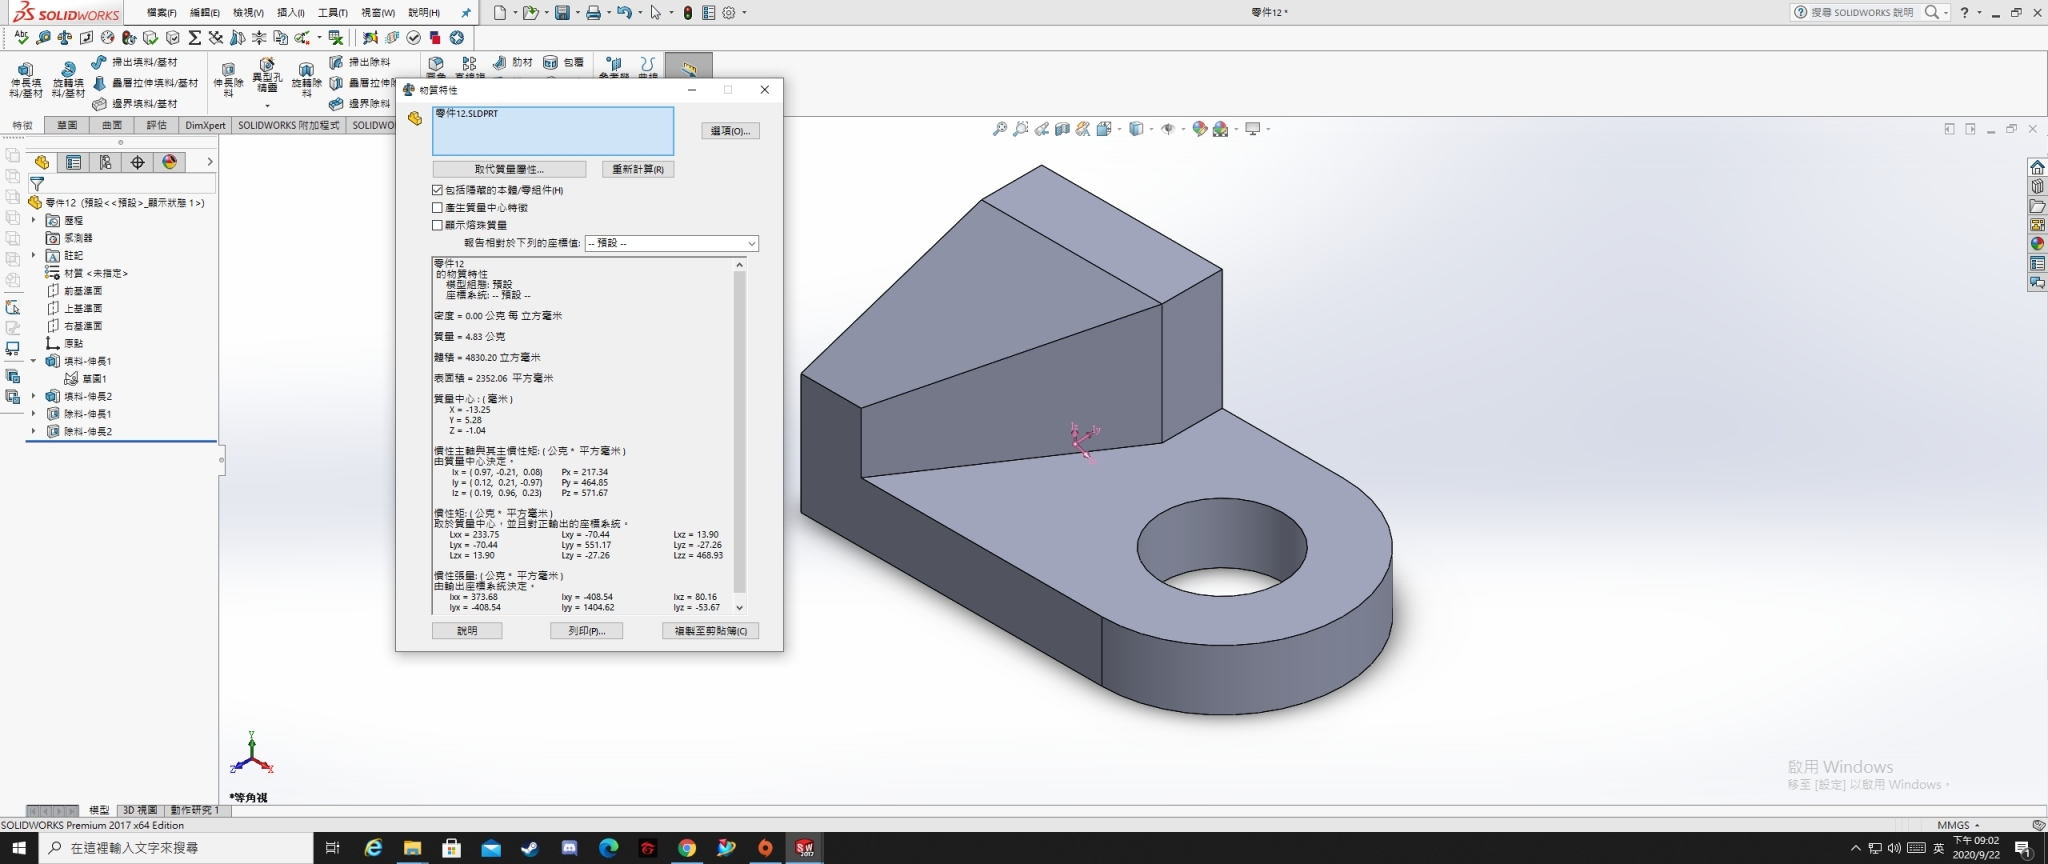 SOLIDWORKS 檔案(F) 編輯(E) 檢視(V) 插入(I) 工具(T) 視窗(W) 說明(H) 零件12 * 搜尋 SOLIDWORKS 說明
伸長填料/基材
旋轉填料/基材
掃出填料/基材
疊層拉伸填料/基材
邊界填料/基材
伸長除料
異型孔精靈
旋轉除料
掃出除料
疊層拉伸除
邊界除料
肋材
包覆
特徵 草圖 曲面 評估 DimXpert SOLIDWORKS 附加程式 SOLIDWO
零件12 (預設<<預設>_顯示狀態 1>)
歷程
感測器
註記
材質 <未指定>
前基準面
上基準面
右基準面
原點
填料-伸長1
草圖1
填料-伸長2
除料-伸長1
除料-伸長2
物質特性
零件12.SLDPRT
選項(O)...
取代質量屬性... 重新計算(R)
包括隱藏的本體/零組件(H)
產生質量中心特徵
顯示熔珠質量
報告相對於下列的座標值: -- 預設 --
零件12
的物質特性
模型組態: 預設
座標系統: -- 預設 --
密度 = 0.00 公克 每 立方毫米
質量 = 4.83 公克
體積 = 4830.20 立方毫米
表面積 = 2352.06 平方毫米
質量中心 : ( 毫米 )
X = -13.25
Y = 5.28
Z = -1.04
慣性主軸與其主慣性矩: ( 公克 * 平方毫米 )
由質量中心決定。
Ix = ( 0.97, -0.21, 0.08) Px = 217.34
Iy = ( 0.12, 0.21, -0.97) Py = 464.85
Iz = ( 0.19, 0.96, 0.23) Pz = 571.67
慣性矩: ( 公克 * 平方毫米 )
取於質量中心，並且對正輸出的座標系統。
Lxx = 233.75 Lxy = -70.44 Lxz = 13.90
Lyx = -70.44 Lyy = 551.17 Lyz = -27.26
Lzx = 13.90 Lzy = -27.26 Lzz = 468.93
慣性張量: ( 公克 * 平方毫米 )
由輸出座標系統決定。
Ixx = 373.68 Ixy = -408.54 Ixz = 80.16
Iyx = -408.54 Iyy = 1404.62 Iyz = -53.67
說明 列印(P)... 複製至剪貼簿(C)
Y
Z X
*等角視
啟用 Windows
移至 [設定] 以啟用 Windows。
模型 3D 視圖 動作研究 1
SOLIDWORKS Premium 2017 x64 Edition MMGS
在這裡輸入文字來搜尋
英
下午 09:02
2020/9/22